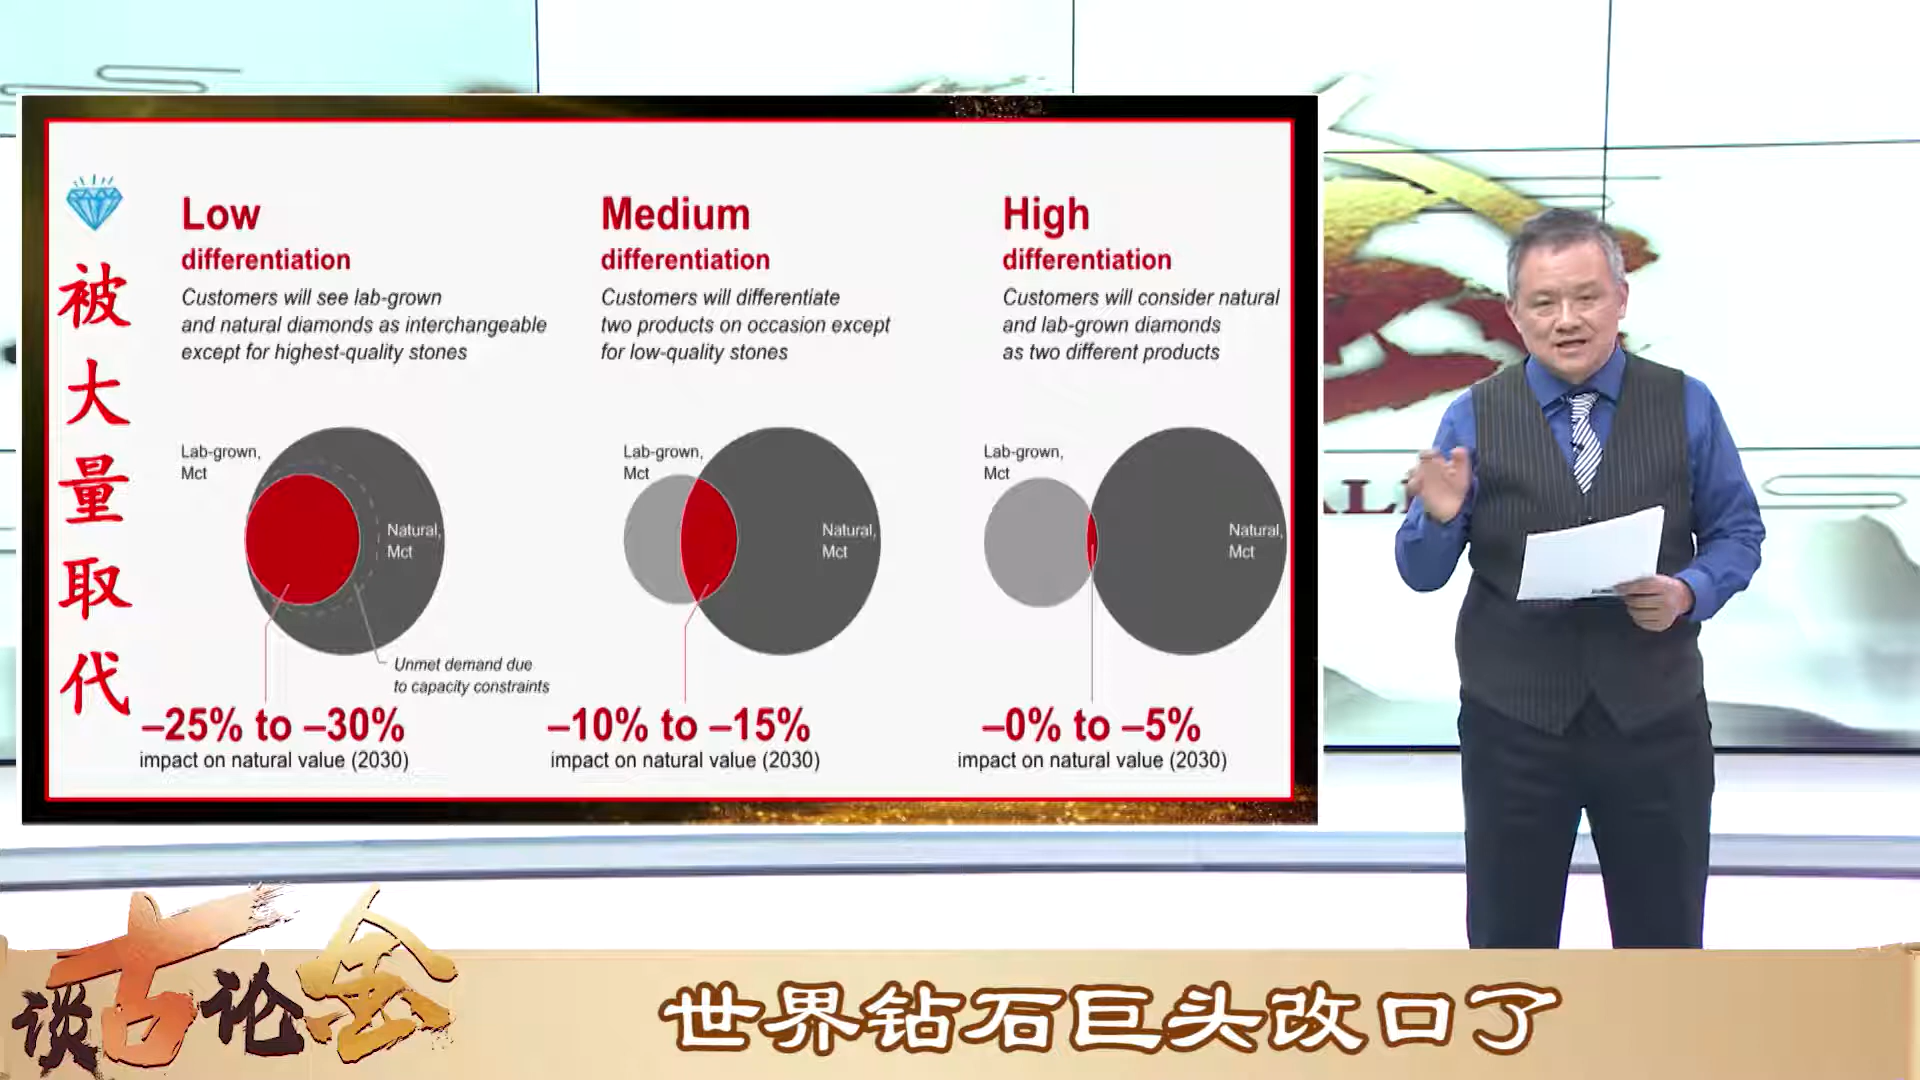 被大量取代
Low
differentiation
Customers will see lab-grown
and natural diamonds as interchangeable
except for highest-quality stones
Lab-grown,
Mct
Natural,
Mct
Unmet demand due
to capacity constraints
–25% to –30%
impact on natural value (2030)
Medium
differentiation
Customers will differentiate
two products on occasion except
for low-quality stones
Lab-grown,
Mct
Natural,
Mct
–10% to –15%
impact on natural value (2030)
High
differentiation
Customers will consider natural
and lab-grown diamonds
as two different products
Lab-grown,
Mct
Natural,
Mct
–0% to –5%
impact on natural value (2030)
谈古论金
世界钻石巨头改口了